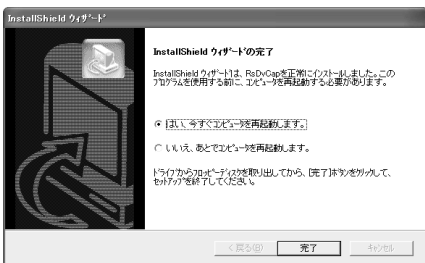 InstallShield ウィザード
InstallShield ウィザードの完了
InstallShield ウィザードは、RsDvCapを正常にインストールしました。この
プログラムを使用する前に、コンピュータを再起動する必要があります。
はい、今すぐコンピュータを再起動します。
いいえ、あとでコンピュータを再起動します。
ドライブからフロッピーディスクを取り出してから、[完了]ボタンをクリックして、
セットアップを終了してください。
< 戻る(B)
完了
キャンセル